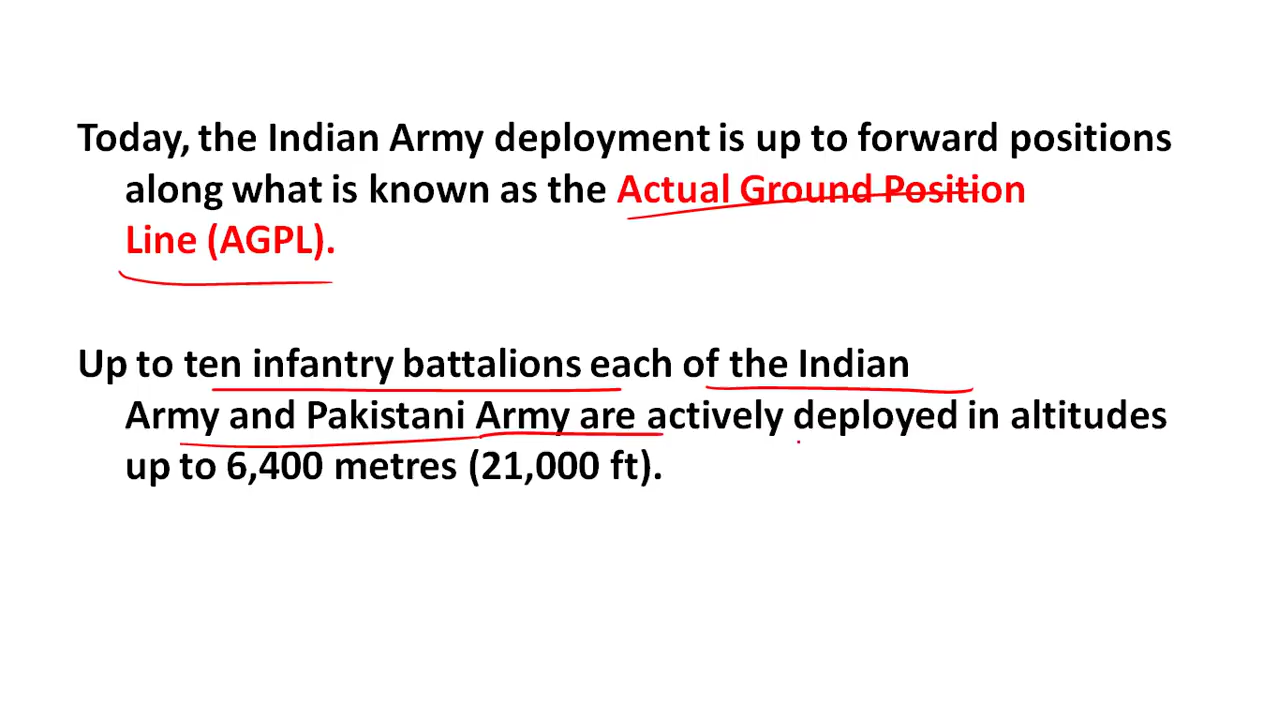 Today, the Indian Army deployment is up to forward positions
along what is known as the Actual Ground Position
Line (AGPL).
Up to ten infantry battalions each of the Indian
Army and Pakistani Army are actively deployed in altitudes
up to 6,400 metres (21,000 ft).